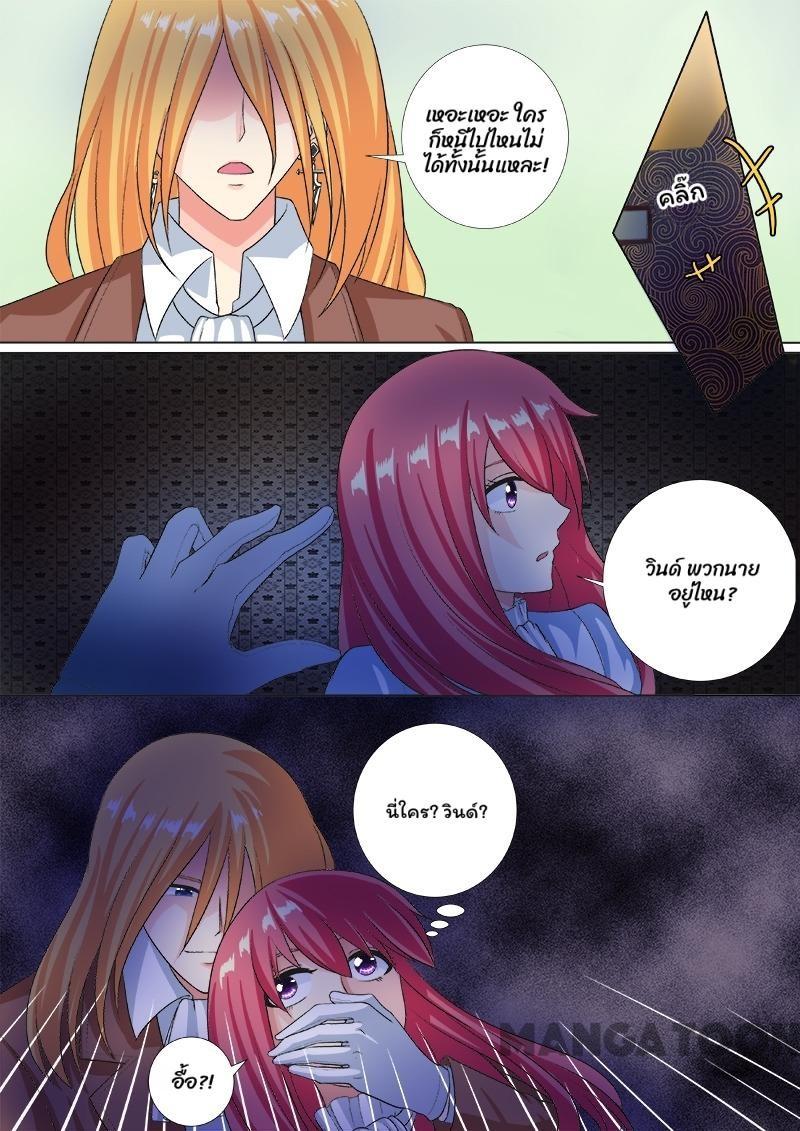 เหอะเหอะ ใคร
ก็หนีไปไหนไม่
ได้ทั้งนั้นแหละ!
คลิ๊ก
วินด์ พวกนาย
อยู่ไหน?
นี่ใคร? วินด์?
อื้อ?!
MANGATOON